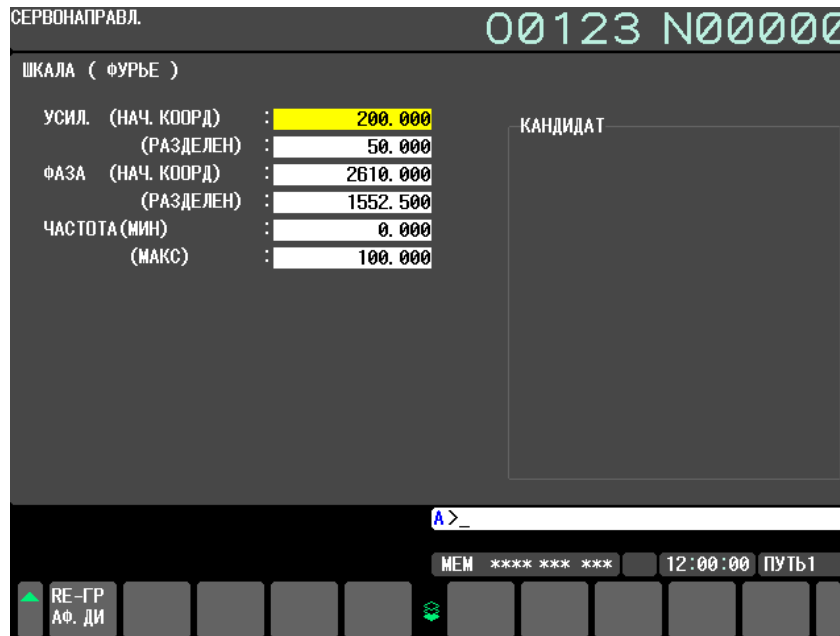 СЕРВОНАПРАВЛ.
O0123 N00000
ШКАЛА ( ФУРЬЕ )
УСИЛ. (НАЧ. КООРД) : 200.000
(РАЗДЕЛЕН) : 50.000
ФАЗА (НАЧ. КООРД) : 2610.000
(РАЗДЕЛЕН) : 1552.500
ЧАСТОТА(МИН) : 0.000
(МАКС) : 100.000
КАНДИДАТ
A>_
MEM **** *** *** 12:00:00 ПУТЬ1
RE-ГР
АФ. ДИ